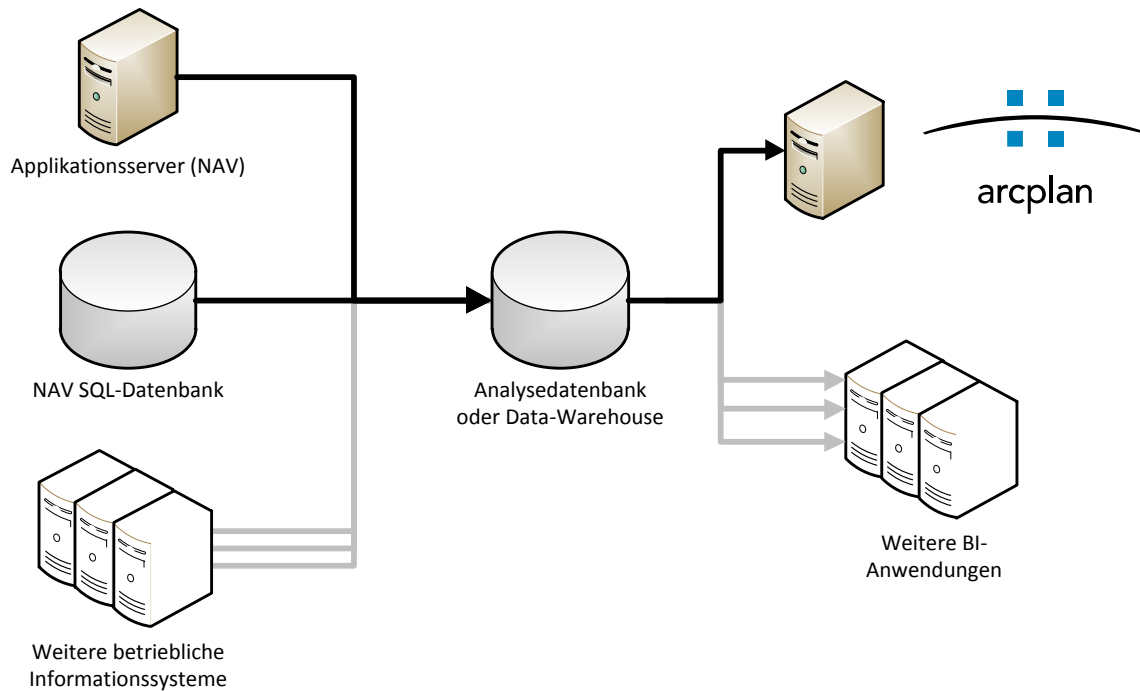 Applikationsserver (NAV)
arcplan
NAV SQL-Datenbank
Analysedatenbank
oder Data-Warehouse
Weitere BI-
Anwendungen
Weitere betriebliche
Informationssysteme